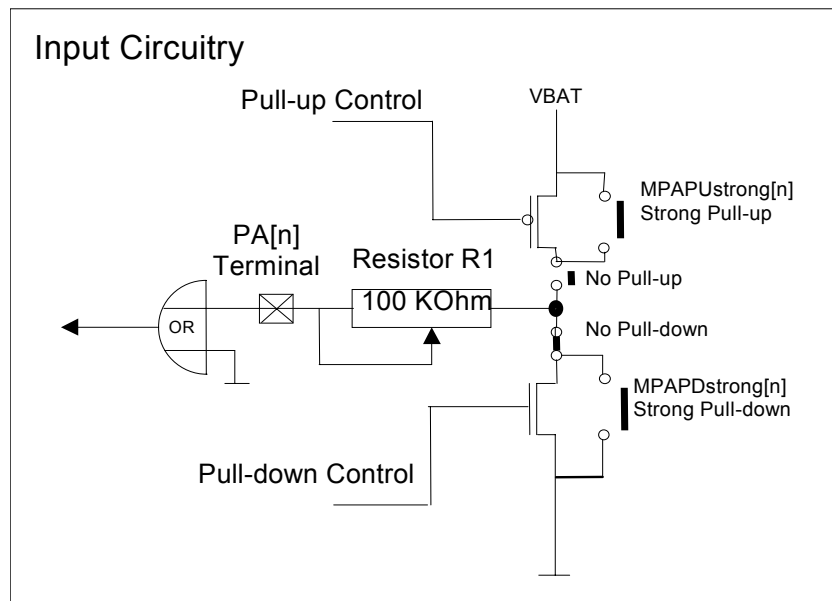 Input Circuitry
Pull-up Control
VBAT
MPAPUstrong[n]
Strong Pull-up
PA[n]
Terminal
Resistor R1
No Pull-up
100 KOhm
OR
No Pull-down
MPAPDstrong[n]
Strong Pull-down
Pull-down Control